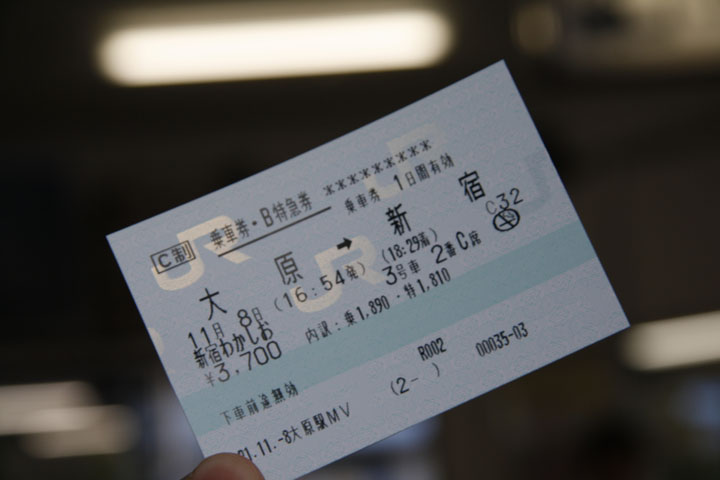 C制 乗車券・B特急券 *********
乗車券 1日間有効
大原 ➡ 新宿 C32
11月 8日 (16:54発) (18:29着)
新宿わかしお 3号車 2番C席
¥3,700 内訳:乗1,890・特1,810
下車前途無効 R002 00035-03
21.11.-8大原駅MV (2- )